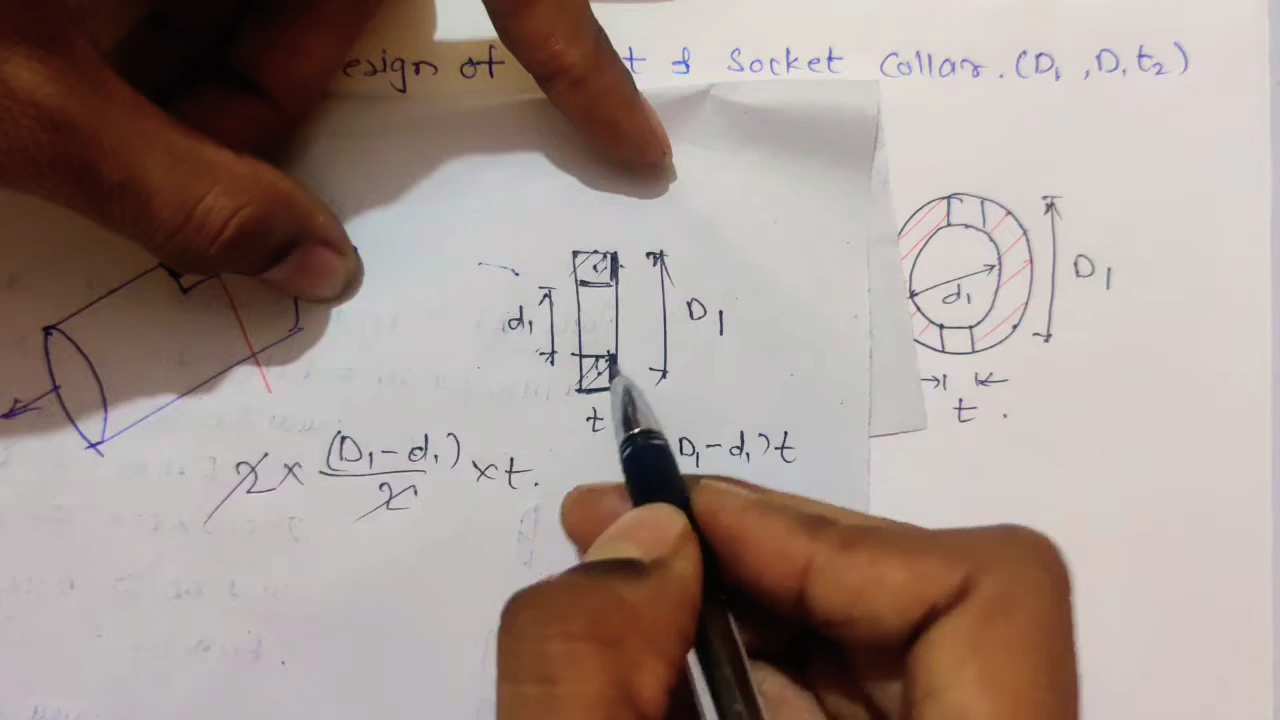 esign of t & Socket Collar. (D₁, D, t₂)
d₁
D₁
t
D₁
d₁
t.
2 × (D₁-d₁)/2 × t.
D₁-d₁)t